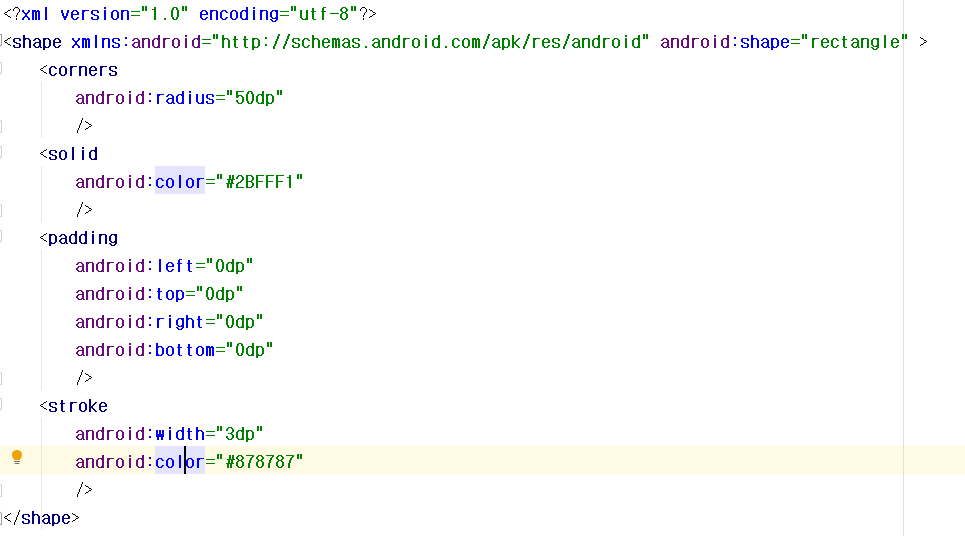 <?xml version="1.0" encoding="utf-8"?>
<shape xmlns:android="http://schemas.android.com/apk/res/android" android:shape="rectangle" >
    <corners
        android:radius="50dp"
        />
    <solid
        android:color="#2BFFF1"
        />
    <padding
        android:left="0dp"
        android:top="0dp"
        android:right="0dp"
        android:bottom="0dp"
        />
    <stroke
        android:width="3dp"
        android:color="#878787"
        />
</shape>